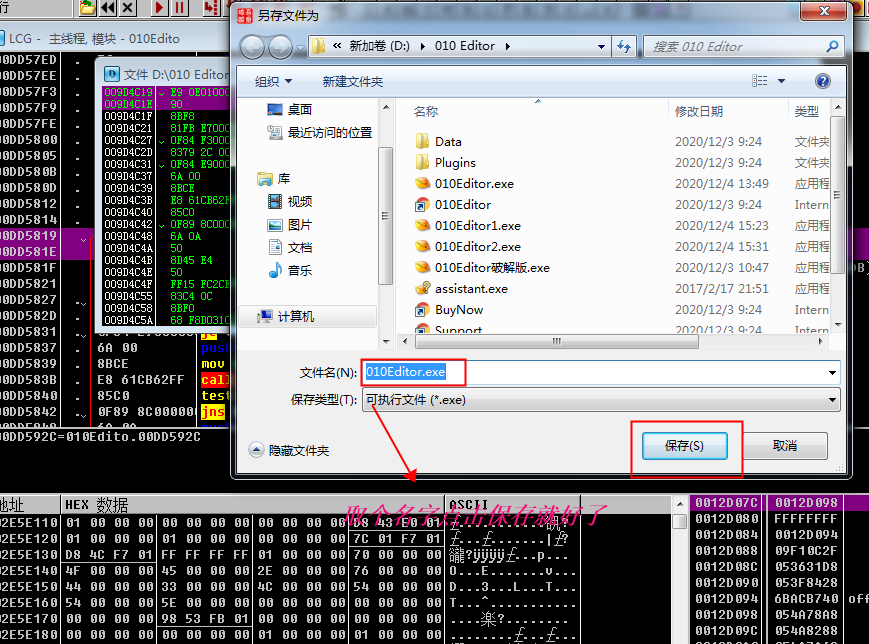 行
LCG - 主线程, 模块 - 010Edito
另存文件为
« 新加卷 (D:) ▸ 010 Editor ▸
搜索 010 Editor
组织 ▼ 新建文件夹
桌面
最近访问的位置
库
视频
图片
文档
音乐
计算机
名称 修改日期 类型
Data 2020/12/3 9:24 文件夹
Plugins 2020/12/3 9:24 文件夹
010Editor.exe 2020/12/4 13:49 应用程
010Editor 2020/12/3 9:24 Intern
010Editor1.exe 2020/12/4 15:23 应用程
010Editor2.exe 2020/12/4 15:31 应用程
010Editor破解版.exe 2020/12/3 10:47 应用程
assistant.exe 2017/2/17 21:51 应用程
BuyNow 2020/12/3 9:24 Intern
Support 2020/12/3 9:24 Intern
文件名(N): 010Editor.exe
保存类型(T): 可执行文件 (*.exe)
隐藏文件夹 保存(S) 取消
取个名字点击保存就好了
文件 D:\010 Editor
009D4C19 E9 0E0100
009D4C1E 90
009D4C1F 8BF8
009D4C21 81FB E7000
009D4C27 0F84 F3000
009D4C2D 8379 2C 00
009D4C31 0F84 E9000
009D4C37 6A 00
009D4C39 8BCE
009D4C3B E8 61CB62F
009D4C40 85C0
009D4C42 0F89 8C000
009D4C48 6A 0A
009D4C4A 50
009D4C4B 8D45 E4
009D4C4E 50
009D4C4F FF15 FC2CE
009D4C55 83C4 0C
009D4C58 8BF0
009D4C5A 68 F8D031C
00DD57ED
00DD57EE
00DD57F3
00DD57F9
00DD57FE
00DD5800
00DD5805
00DD580B
00DD580D
00DD5812
00DD5814
00DD5819
00DD581E
00DD581F
00DD5821
00DD5827
00DD582D
00DD5831
00DD5837 6A 00
00DD5839 8BCE mov
00DD583B E8 61CB62FF call
00DD5840 85C0 test
00DD5842 0F89 8C00000 jns
00DD592C=010Edito.00DD592C
地址 HEX 数据 ASCII
02E5E110 01 00 00 00 00 00 00 00 00 00 00 00
02E5E120 00 00 00 00 01 00 00 00 00 00 00 00 7C 01 F7 01
02E5E130 D8 4C F7 01 FF FF FF FF 01 00 00 00 70 00 00 00
02E5E140 4F 00 00 00 45 00 00 00 2E 00 00 00 76 00 00 00
02E5E150 44 00 00 00 33 00 00 00 4C 00 00 00 54 00 00 00
02E5E160 54 00 00 00 5E 00 00 00 00 00 00 00 00 00 00 00
02E5E170 00 00 00 00 98 53 FB 01 00 00 00 00 00 00 00 00
02E5E180 00 00 00 00 00 00 00 00 01 00 00 00 01 00 00 00
0012D07C 0012D098
0012D080 FFFFFFFF
0012D084 0012D094
0012D088 09F10C2F
0012D08C 053631D8
0012D090 053F8428
0012D094 6BACB740 off
0012D098 054A78A8
0012D09C 054A8288